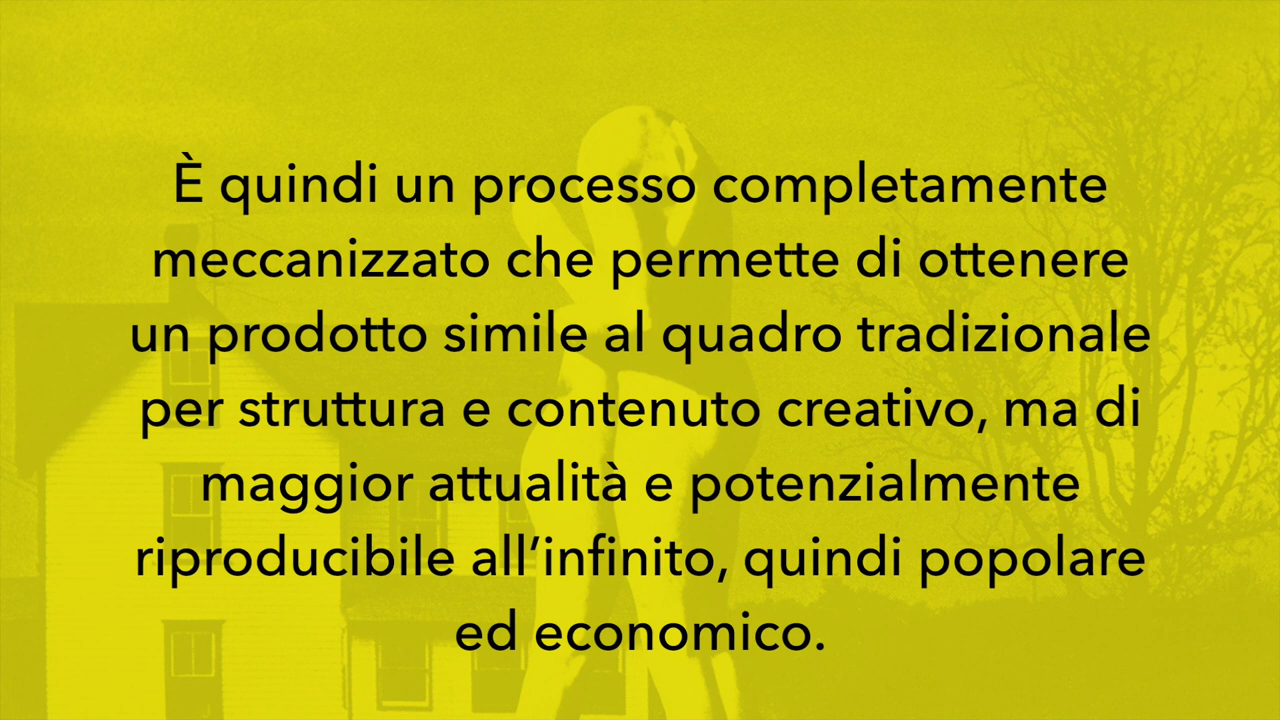 È quindi un processo completamente
meccanizzato che permette di ottenere
un prodotto simile al quadro tradizionale
per struttura e contenuto creativo, ma di
maggior attualità e potenzialmente
riproducibile all’infinito, quindi popolare
ed economico.